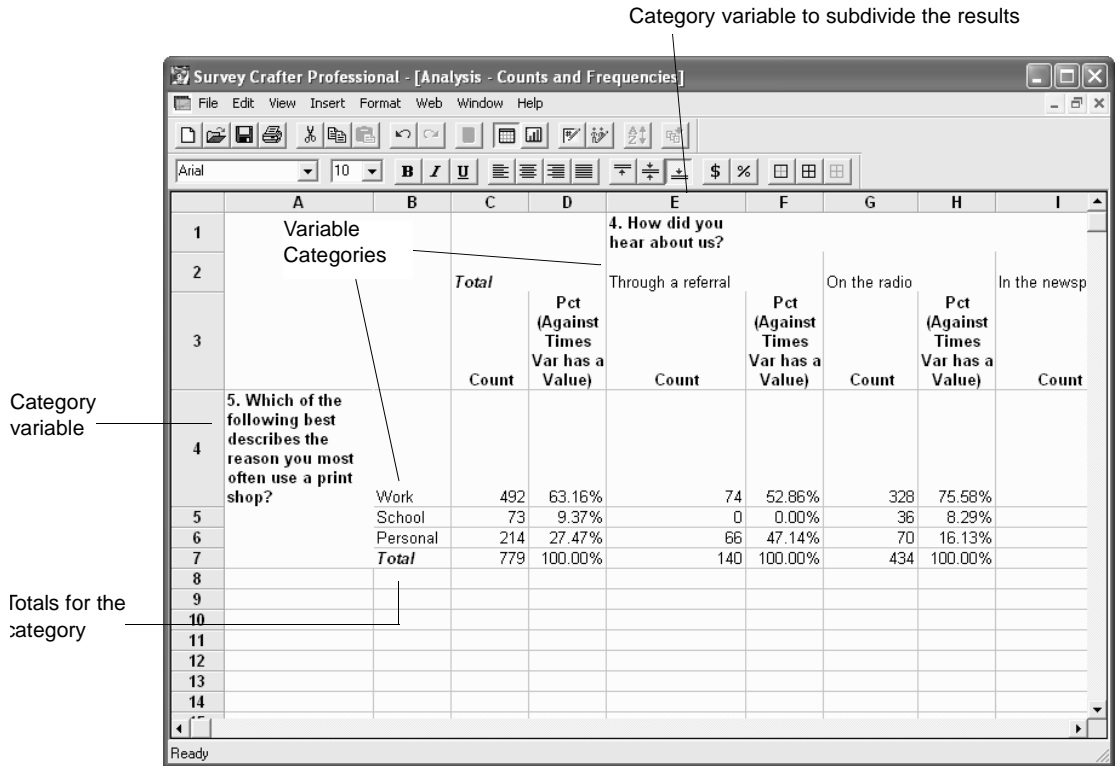 Category variable to subdivide the results
Survey Crafter Professional - [Analysis - Counts and Frequencies]
File Edit View Insert Format Web Window Help
Arial 10 B I U $ %
A B C D E F G H I
1 4. How did you
hear about us?
Variable
Categories
2 Total Through a referral On the radio In the newsp
3 Pct
(Against
Times
Var has a
Value) Pct
(Against
Times
Var has a
Value) Pct
(Against
Times
Var has a
Value)
Count Count Count Count
Category
variable
4 5. Which of the
following best
describes the
reason you most
often use a print
shop? Work 492 63.16% 74 52.86% 328 75.58%
5 School 73 9.37% 0 0.00% 36 8.29%
6 Personal 214 27.47% 66 47.14% 70 16.13%
7 Total 779 100.00% 140 100.00% 434 100.00%
8
9
Totals for the
category
10
11
12
13
14
15
Ready